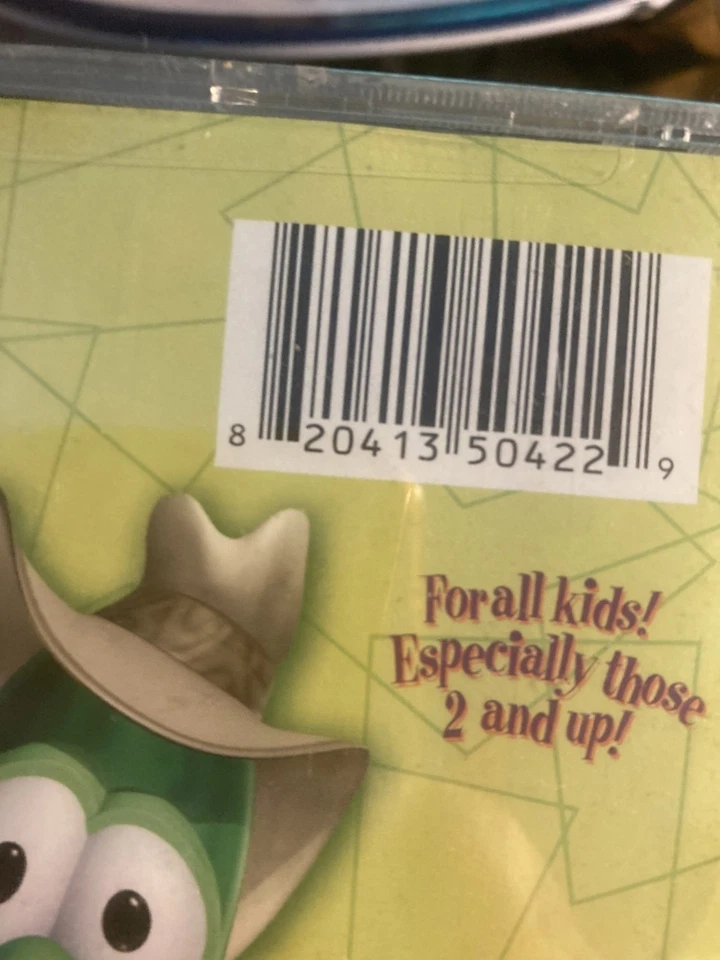 8 20413 50422 9
For all kids!
Especially those
2 and up!